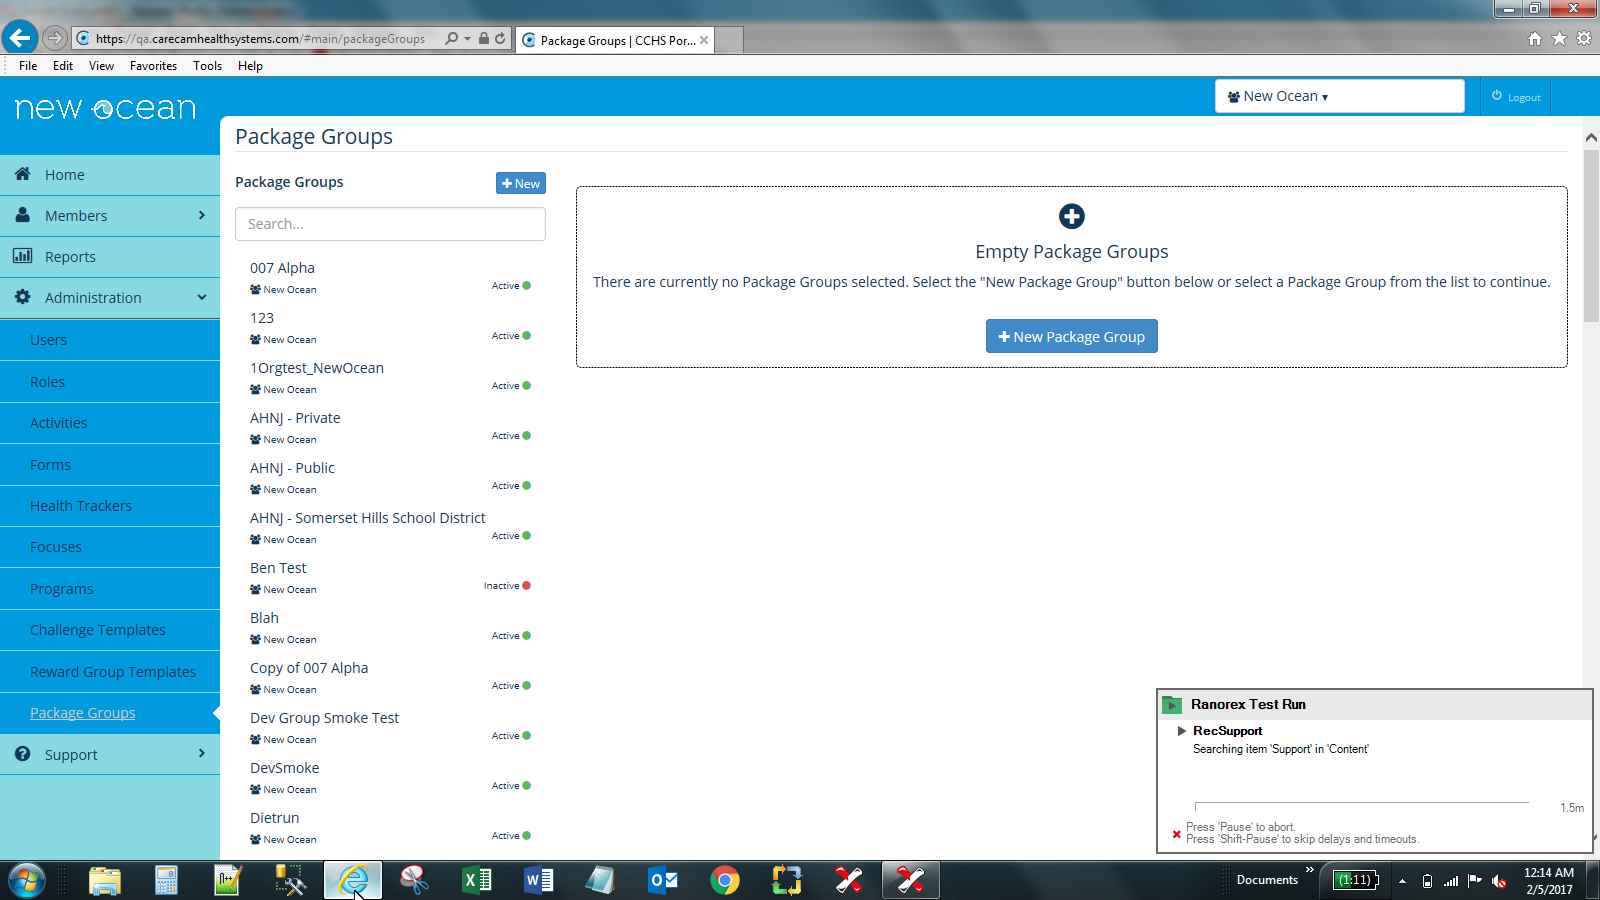 https://qa.carecamhealthsystems.com/#main/packageGroups
Package Groups | CCHS Por...
File Edit View Favorites Tools Help
new ocean
New Ocean
Logout
Package Groups
Home
Members
Reports
Administration
Users
Roles
Activities
Forms
Health Trackers
Focuses
Programs
Challenge Templates
Reward Group Templates
Package Groups
Support
Package Groups
New
Search...
007 Alpha
New Ocean
Active
123
New Ocean
Active
1Orgtest_NewOcean
New Ocean
Active
AHNJ - Private
New Ocean
Active
AHNJ - Public
New Ocean
Active
AHNJ - Somerset Hills School District
New Ocean
Active
Ben Test
New Ocean
Inactive
Blah
New Ocean
Active
Copy of 007 Alpha
New Ocean
Active
Dev Group Smoke Test
New Ocean
Active
DevSmoke
New Ocean
Active
Dietrun
New Ocean
Active
Empty Package Groups
There are currently no Package Groups selected. Select the "New Package Group" button below or select a Package Group from the list to continue.
New Package Group
Ranorex Test Run
RecSupport
Searching item 'Support' in 'Content'
1.5m
Press 'Pause' to abort.
Press 'Shift-Pause' to skip delays and timeouts.
Documents
(1:11)
12:14 AM
2/5/2017